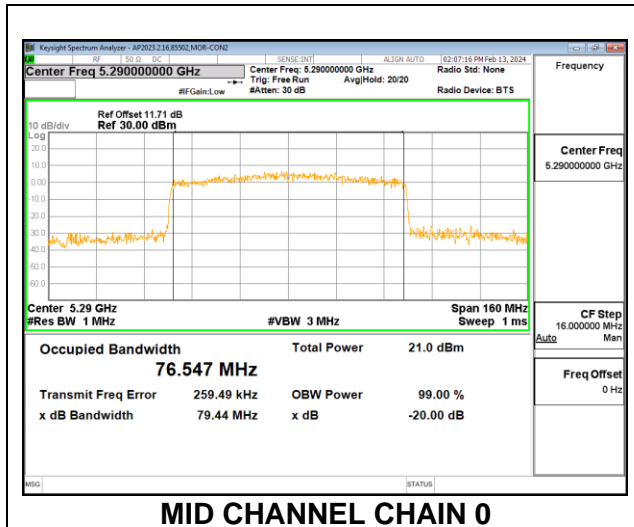 Keysight Spectrum Analyzer - AP2023.2.16,85502,MOR-CON2
RF 50 Ω DC SENSE:INT ALIGN AUTO 02:07:16 PM Feb 13, 2024
Center Freq 5.290000000 GHz Center Freq: 5.290000000 GHz Radio Std: None
Trig: Free Run Avg|Hold: 20/20
#IFGain:Low #Atten: 30 dB Radio Device: BTS
Ref Offset 11.71 dB
10 dB/div Ref 30.00 dBm
Log
20.0
10.0
0.00
-10.0
-20.0
-30.0
-40.0
-50.0
-60.0
Center 5.29 GHz Span 160 MHz
#Res BW 1 MHz #VBW 3 MHz Sweep 1 ms
Occupied Bandwidth Total Power 21.0 dBm
76.547 MHz
Transmit Freq Error 259.49 kHz OBW Power 99.00 %
x dB Bandwidth 79.44 MHz x dB -20.00 dB
MSG STATUS
Frequency
Center Freq
5.290000000 GHz
CF Step
16.000000 MHz
Auto Man
Freq Offset
0 Hz
MID CHANNEL CHAIN 0